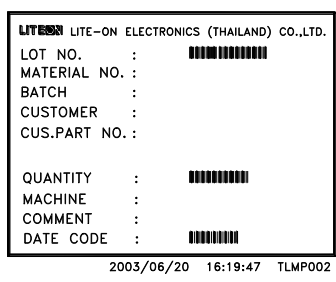 LITEON LITE-ON ELECTRONICS (THAILAND) CO.,LTD.
LOT NO. :
MATERIAL NO. :
BATCH :
CUSTOMER :
CUS.PART NO. :
QUANTITY :
MACHINE :
COMMENT :
DATE CODE :
2003/06/20 16:19:47 TLMP002